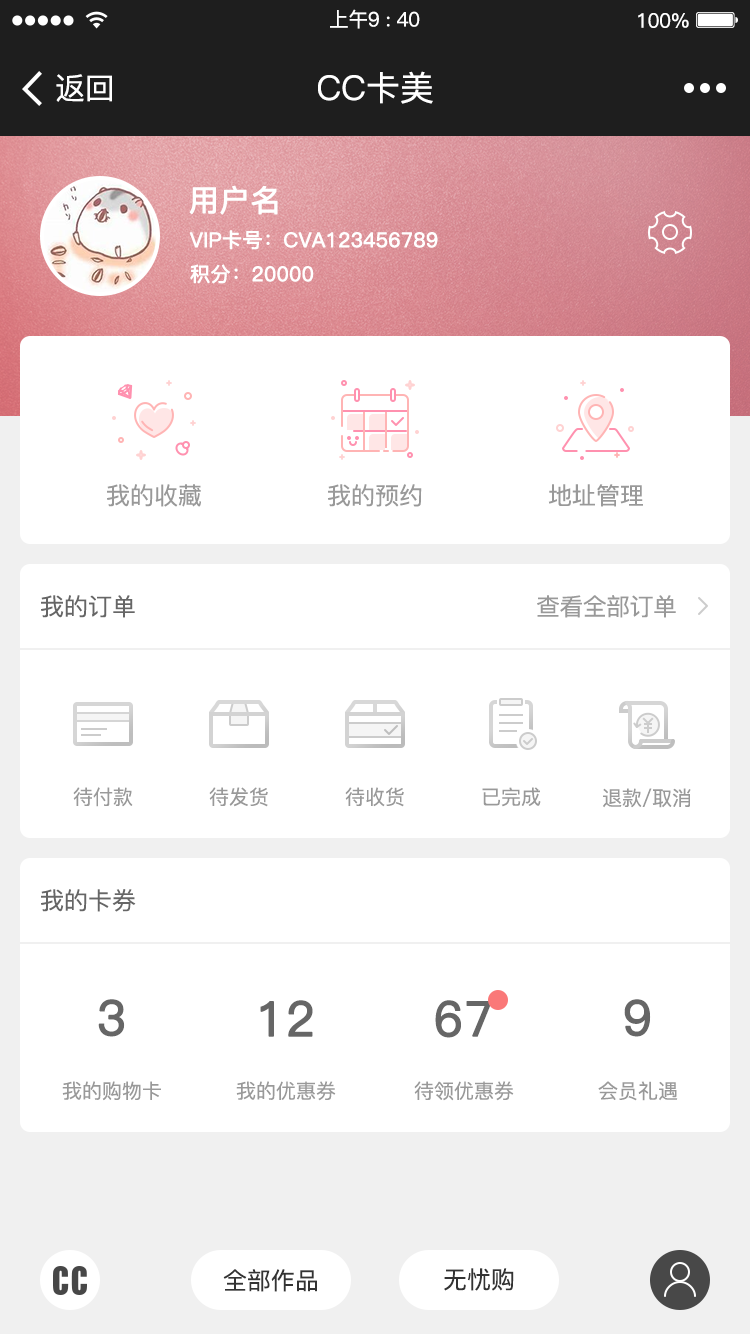 上午9 : 40
100%
返回
CC卡美
用户名
VIP卡号：CVA123456789
积分：20000
我的收藏
我的预约
地址管理
我的订单
查看全部订单
待付款
待发货
待收货
已完成
退款/取消
我的卡券
3
12
67
9
我的购物卡
我的优惠券
待领优惠券
会员礼遇
CC
全部作品
无忧购